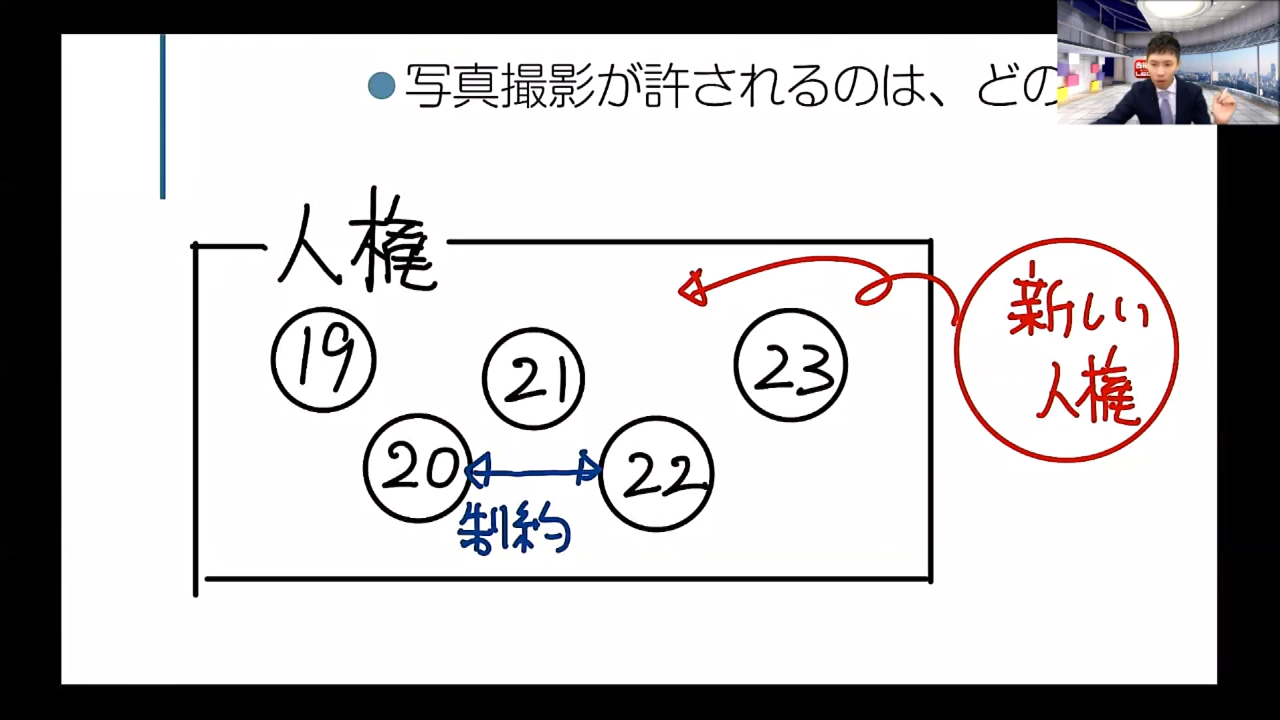 写真撮影が許されるのは、どの
人権
新しい
人権
19
21
23
20
22
制約